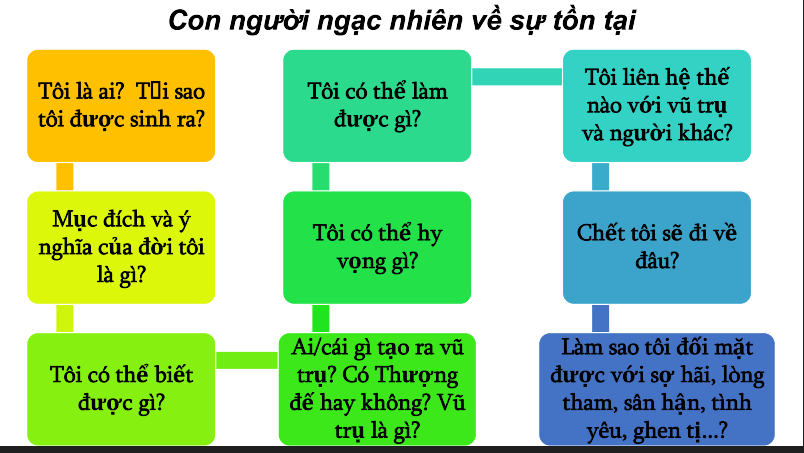 Con người ngạc nhiên về sự tồn tại
Tôi là ai? T▯i sao
tôi được sinh ra?
Mục đích và ý
nghĩa của đời tôi
là gì?
Tôi có thể biết
được gì?
Ai/cái gì tạo ra vũ
trụ? Có Thượng
đế hay không? Vũ
trụ là gì?
Tôi có thể hy
vọng gì?
Tôi có thể làm
được gì?
Tôi liên hệ thế
nào với vũ trụ
và người khác?
Chết tôi sẽ đi về
đâu?
Làm sao tôi đối mặt
được với sợ hãi, lòng
tham, sân hận, tình
yêu, ghen tị...?